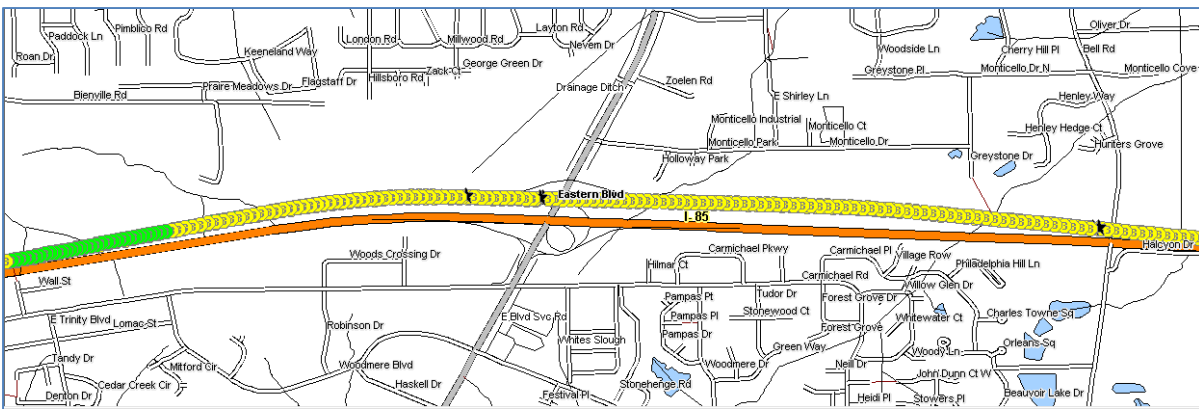 Paddock Ln
Pimblico Rd
Roan Dr
Keeneland Way
London Rd
Millwood Rd
Layton Rd
Nevern Dr
George Green Dr
Zack Ct
Hillsboro Rd
Flagstaff Dr
Prairie Meadows Dr
Bienville Rd
Drainage Ditch
Zoelen Rd
E Shirley Ln
Woodside Ln
Greystone Pl
Cherry Hill Pl
Oliver Dr
Bell Rd
Monticello Dr N
Monticello Cove
Henley Way
Henley Hedge Ct
Hunters Grove
Greystone Dr
Monticello Industrial
Monticello Ct
Monticello Park
Monticello Dr
Holloway Park
Eastern Blvd
I-85
Halcyon Dr
Wall St
Woods Crossing Dr
Carmichael Pkwy
Carmichael Pl
Village Row
Philadelphia Hill Ln
Hilmar Ct
Carmichael Rd
Willow Glen Dr
Pampas Pt
Tudor Dr
Forest Grove Dr
Charles Towne Sq
E Trinity Blvd
Lomac St
Robinson Dr
E Blvd Svc Rd
Pampas Pl
Stonewood Ct
Whitewater Ct
Forest Grove
Whites Slough
Pampas Dr
Green Way
Orleans Sq
Woody Ln
Tandy Dr
Mitford Cir
Woodmere Blvd
Woodmere Dr
Neill Dr
John Dunn Ct W
Cedar Creek Cir
Haskell Dr
Stonehenge Rd
Denton Dr
Festival Pl
Heidi Pl
Stowers Pl
Beauvoir Lake Dr